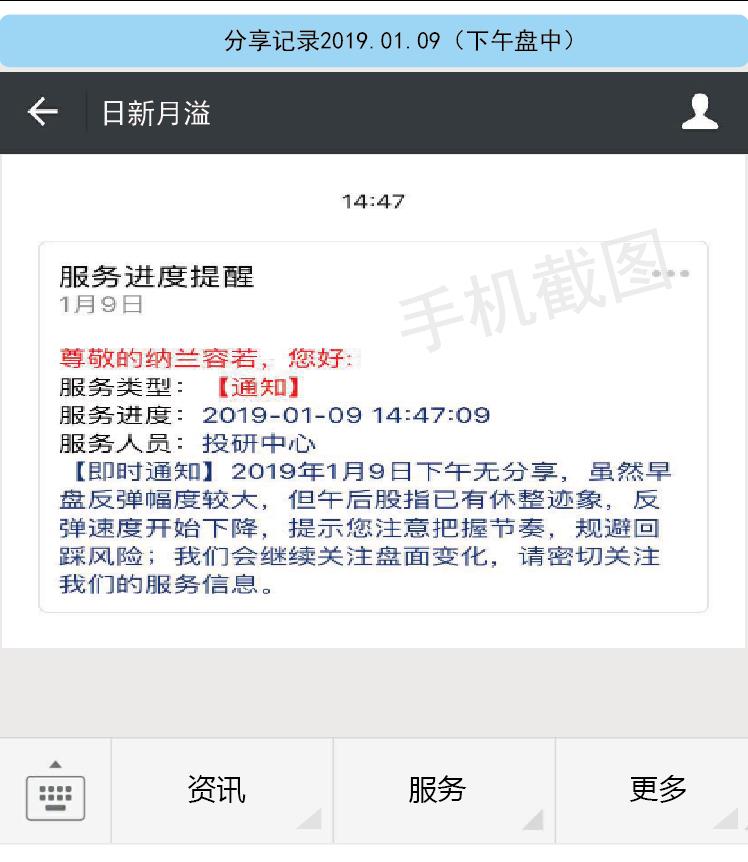 分享记录2019.01.09（下午盘中）
日新月溢
14:47
手机截图
服务进度提醒
1月9日
尊敬的纳兰容若，您好:
服务类型：【通知】
服务进度：2019-01-09 14:47:09
服务人员：投研中心
【即时通知】2019年1月9日下午无分享，虽然早
盘反弹幅度较大，但午后股指已有休整迹象，反
弹速度开始下降，提示您注意把握节奏，规避回
踩风险；我们会继续关注盘面变化，请密切关注
我们的服务信息。
资讯
服务
更多